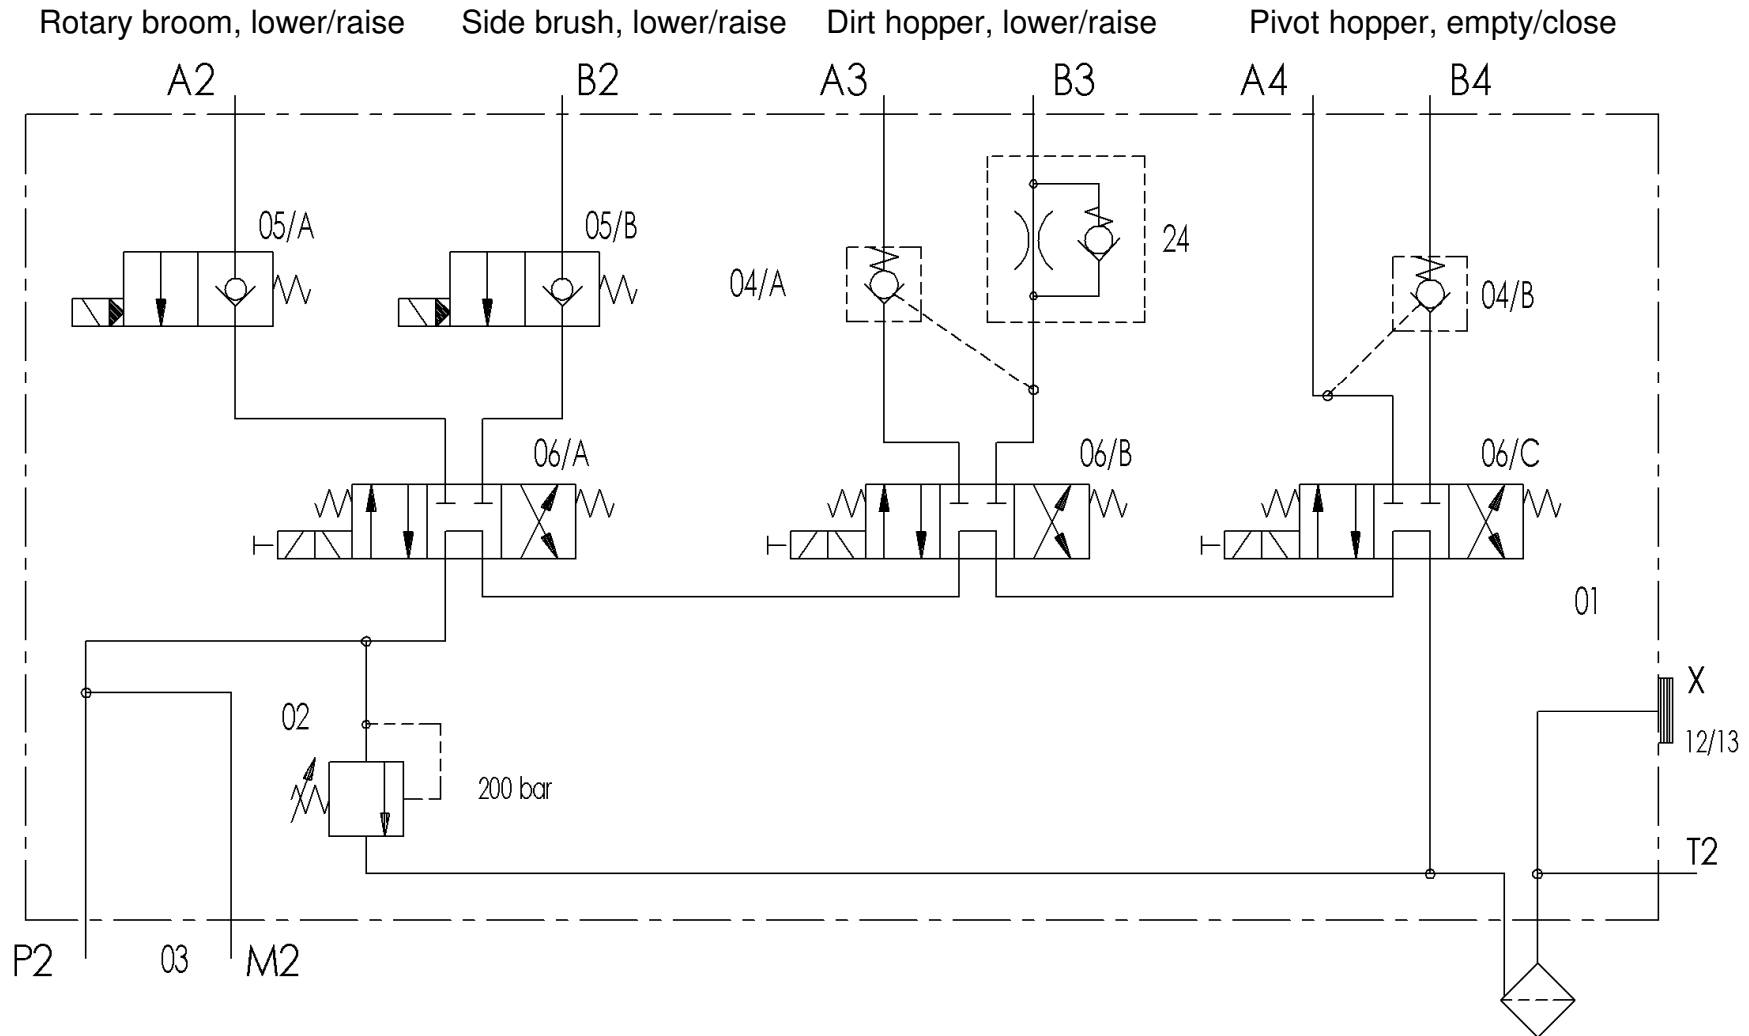 Rotary broom, lower/raise Side brush, lower/raise Dirt hopper, lower/raise Pivot hopper, empty/close
A2 B2 A3 B3 A4 B4
05/A 05/B 24
04/A 04/B
06/A 06/B 06/C
01
X
02
12/13
200 bar
T2
P2 03 M2